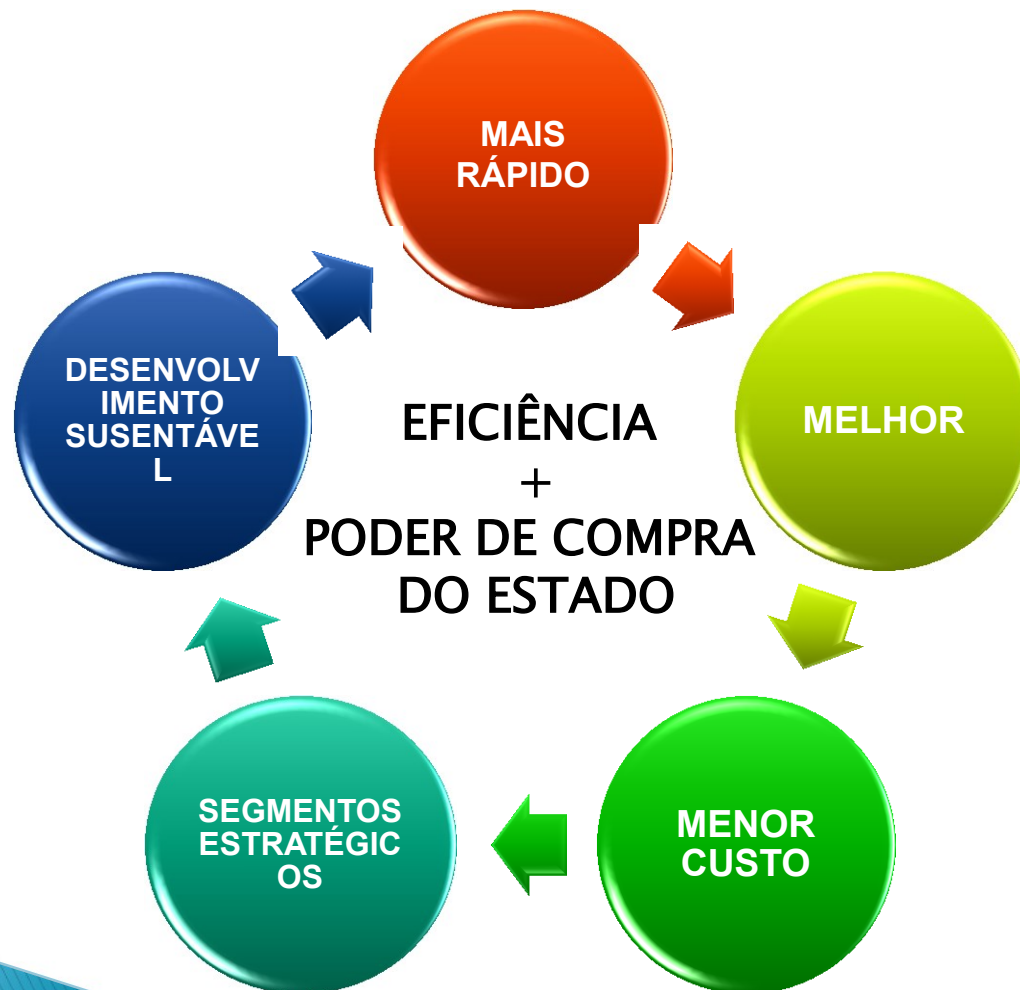 MAIS
RÁPIDO
MELHOR
MENOR
CUSTO
SEGMENTOS
ESTRATÉGIC
OS
DESENVOLV
IMENTO
SUSENTÁVE
L
EFICIÊNCIA
+
PODER DE COMPRA
DO ESTADO